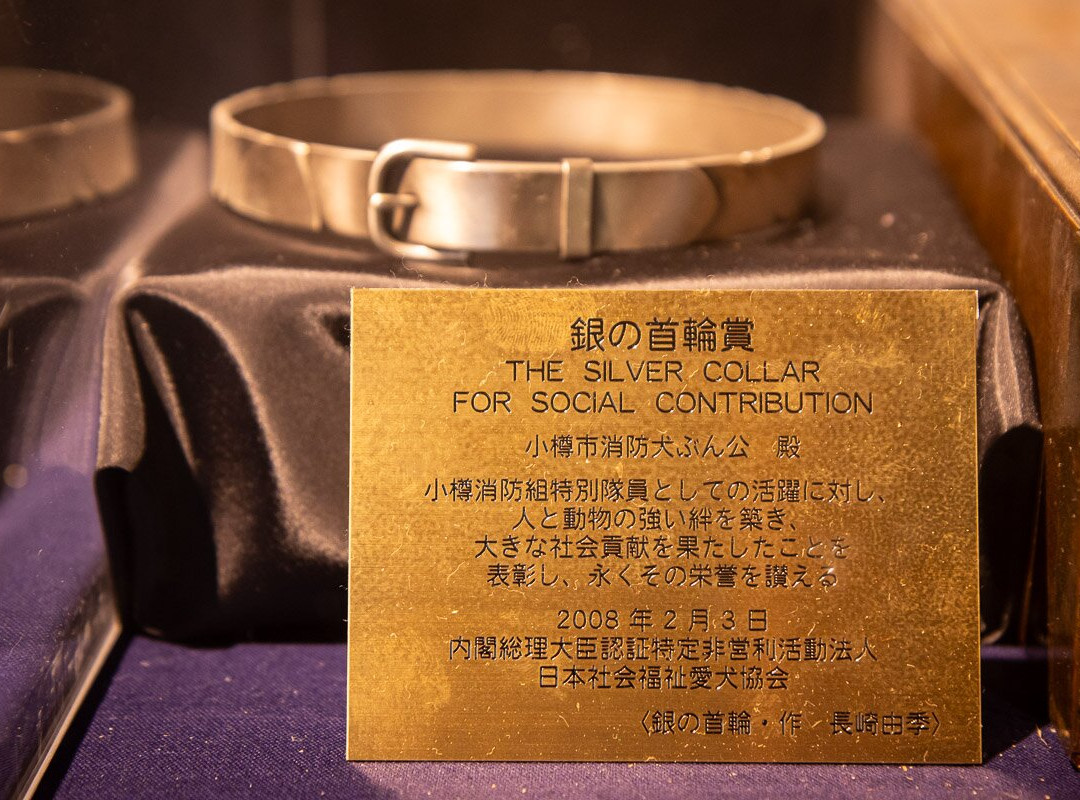 銀の首輪賞
THE SILVER COLLAR
FOR SOCIAL CONTRIBUTION
小樽市消防犬ぶん公　殿
小樽消防組特別隊員としての活躍に対し、
人と動物の強い絆を築き、
大きな社会貢献を果たしたことを
表彰し、永くその栄誉を讃える
2008年2月3日
内閣総理大臣認証特定非営利活動法人
日本社会福祉愛犬協会
〈銀の首輪・作　長崎由季〉